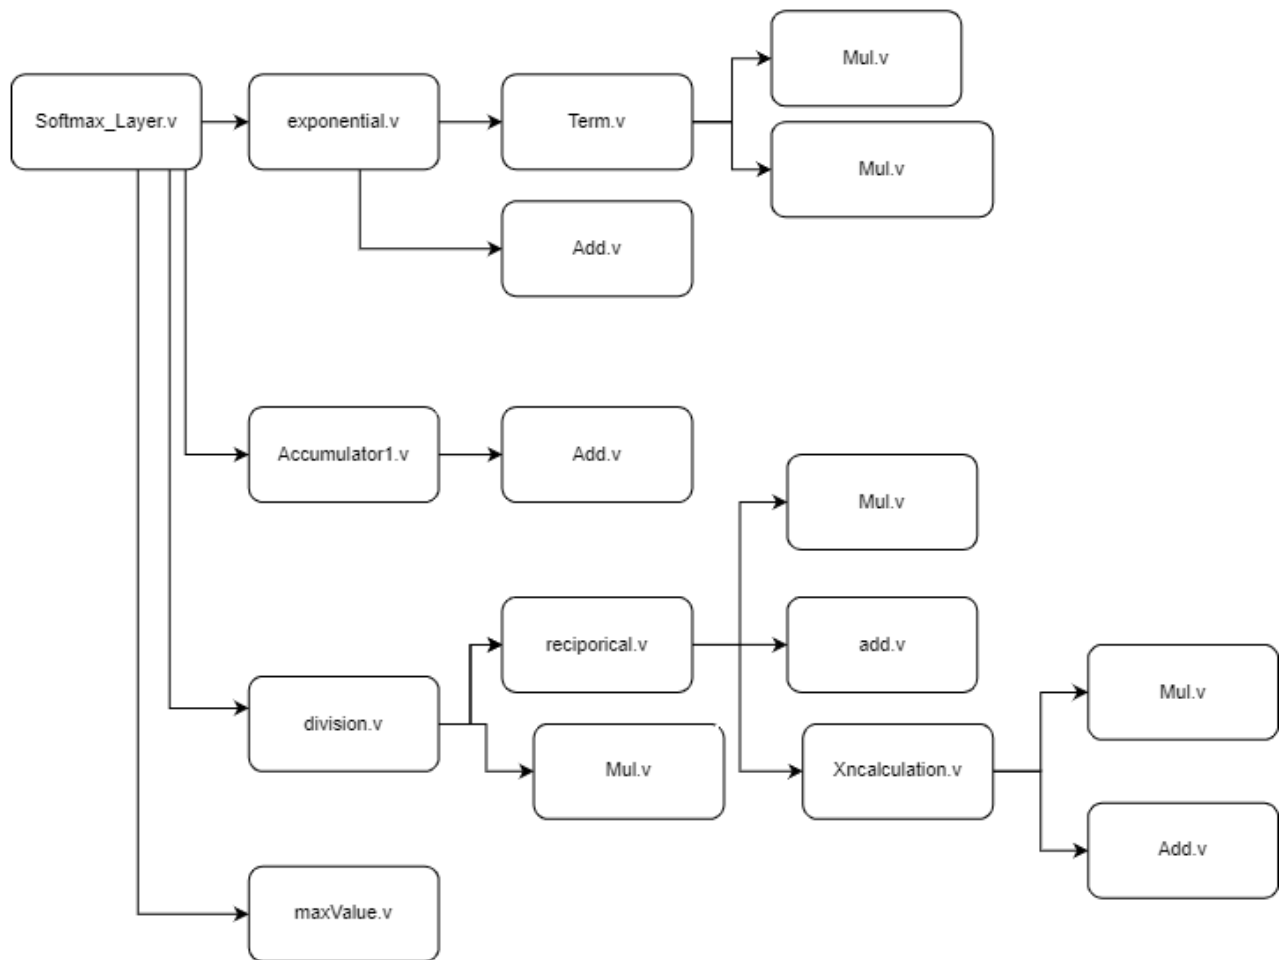 Mul.v
Softmax_Layer.v
exponential.v
Term.v
Mul.v
Add.v
Accumulator1.v
Add.v
Mul.v
reciporical.v
add.v
Mul.v
division.v
Mul.v
Xncalculation.v
Add.v
maxValue.v